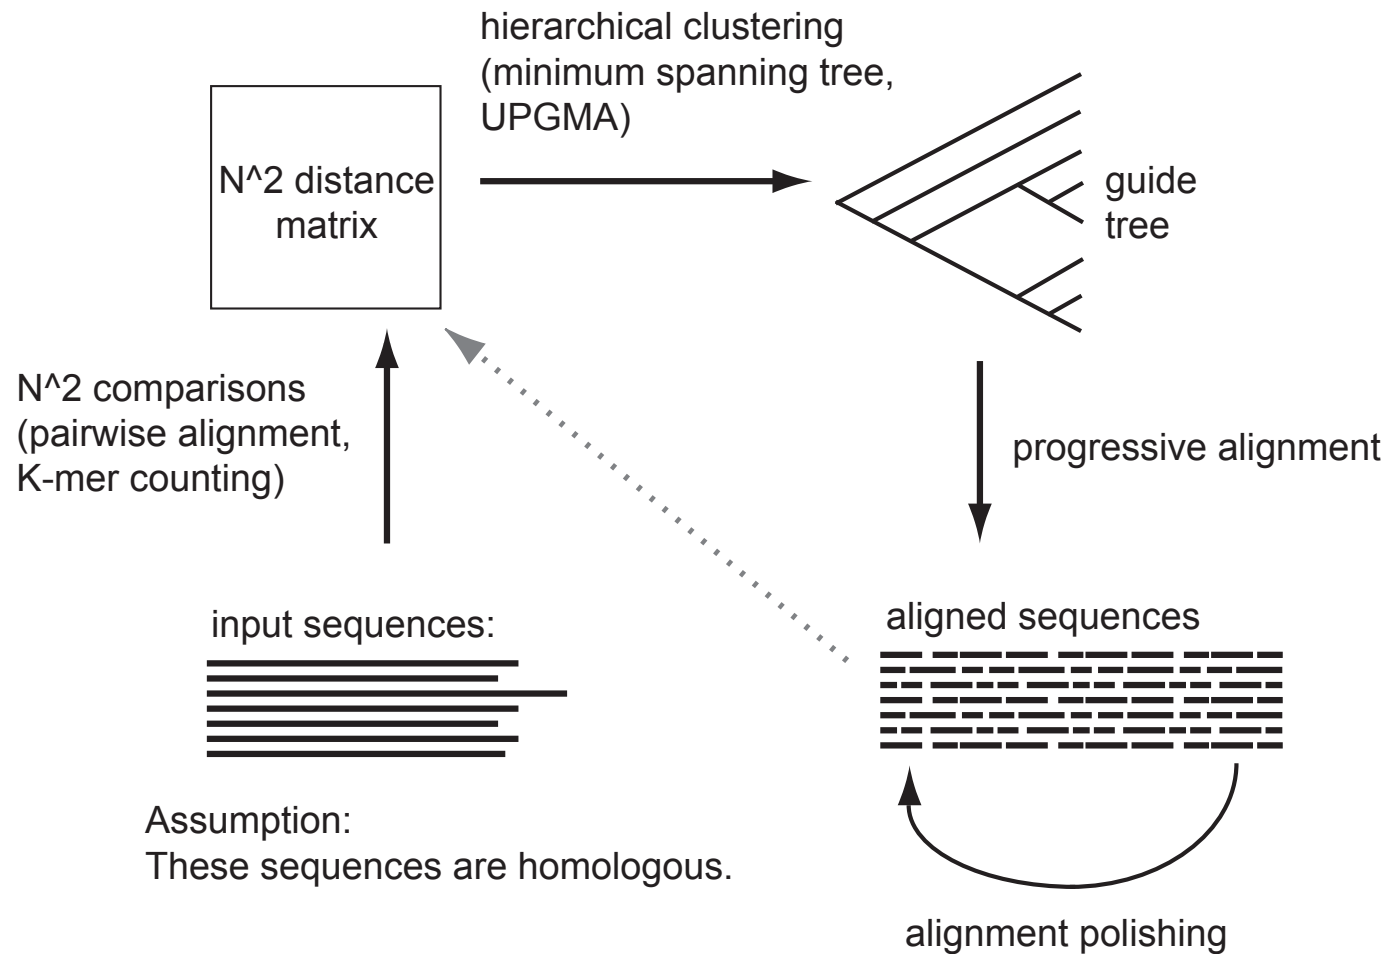 hierarchical clustering
(minimum spanning tree,
UPGMA)
N^2 distance
matrix
guide
tree
N^2 comparisons
(pairwise alignment,
K-mer counting)
progressive alignment
input sequences:
aligned sequences
Assumption:
These sequences are homologous.
alignment polishing